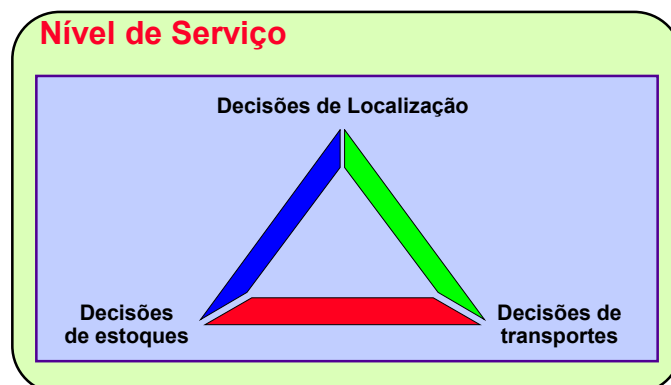 Nível de Serviço
Decisões de Localização
Decisões
de estoques
Decisões de
transportes